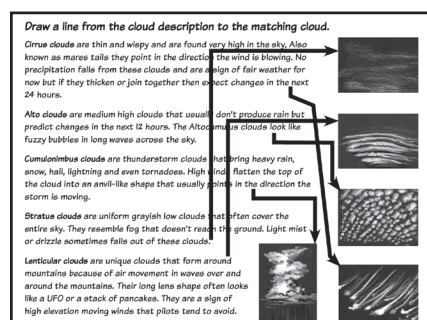 Draw a line from the cloud description to the matching cloud.
Cirrus clouds are thin and wispy and are found very high in the sky. Also
known as mares tails they point in the direction the wind is blowing. No
precipitation falls from these clouds and are a sign of fair weather for
now but if they thicken or join together then expect changes in the next
24 hours.
Alto clouds are medium high clouds that usually don't produce rain but
predict changes in the next 12 hours. The Altocumulus clouds look like
fuzzy bubbles in long waves across the sky.
Cumulonimbus clouds are thunderstorm clouds that bring heavy rain,
snow, hail, lightning and even tornadoes. High winds flatten the top of
the cloud into an anvil-like shape that usually points in the direction the
storm is moving.
Stratus clouds are uniform grayish low clouds that often cover the
entire sky. They resemble fog that doesn't reach the ground. Light mist
or drizzle sometimes falls out of these clouds.
Lenticular clouds are unique clouds that form around
mountains because of air movement in waves over and
around the mountains. Their long lens shape often looks
like a UFO or a stack of pancakes. They are a sign of
high elevation moving winds that pilots tend to avoid.